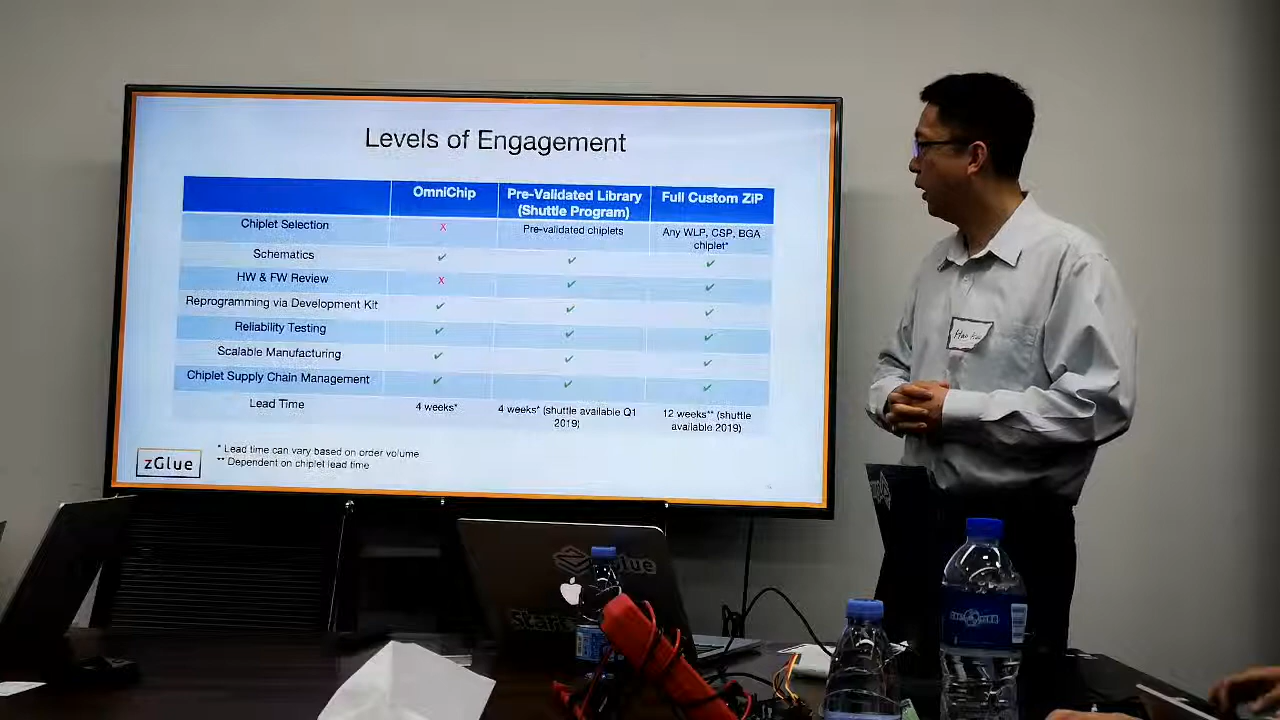 Levels of Engagement
OmniChip
Pre-Validated Library
(Shuttle Program)
Full Custom ZiP
Chiplet Selection
X
Pre-validated chiplets
Any WLP, CSP, BGA
chiplet*
Schematics ✓ ✓ ✓
HW & FW Review X ✓ ✓
Reprogramming via Development Kit ✓ ✓ ✓
Reliability Testing ✓ ✓ ✓
Scalable Manufacturing ✓ ✓ ✓
Chiplet Supply Chain Management ✓ ✓ ✓
Lead Time
4 weeks*
4 weeks* (shuttle available Q1
2019)
12 weeks** (shuttle
available 2019)
* Lead time can vary based on order volume
** Dependent on chiplet lead time
zGlue
zGlue